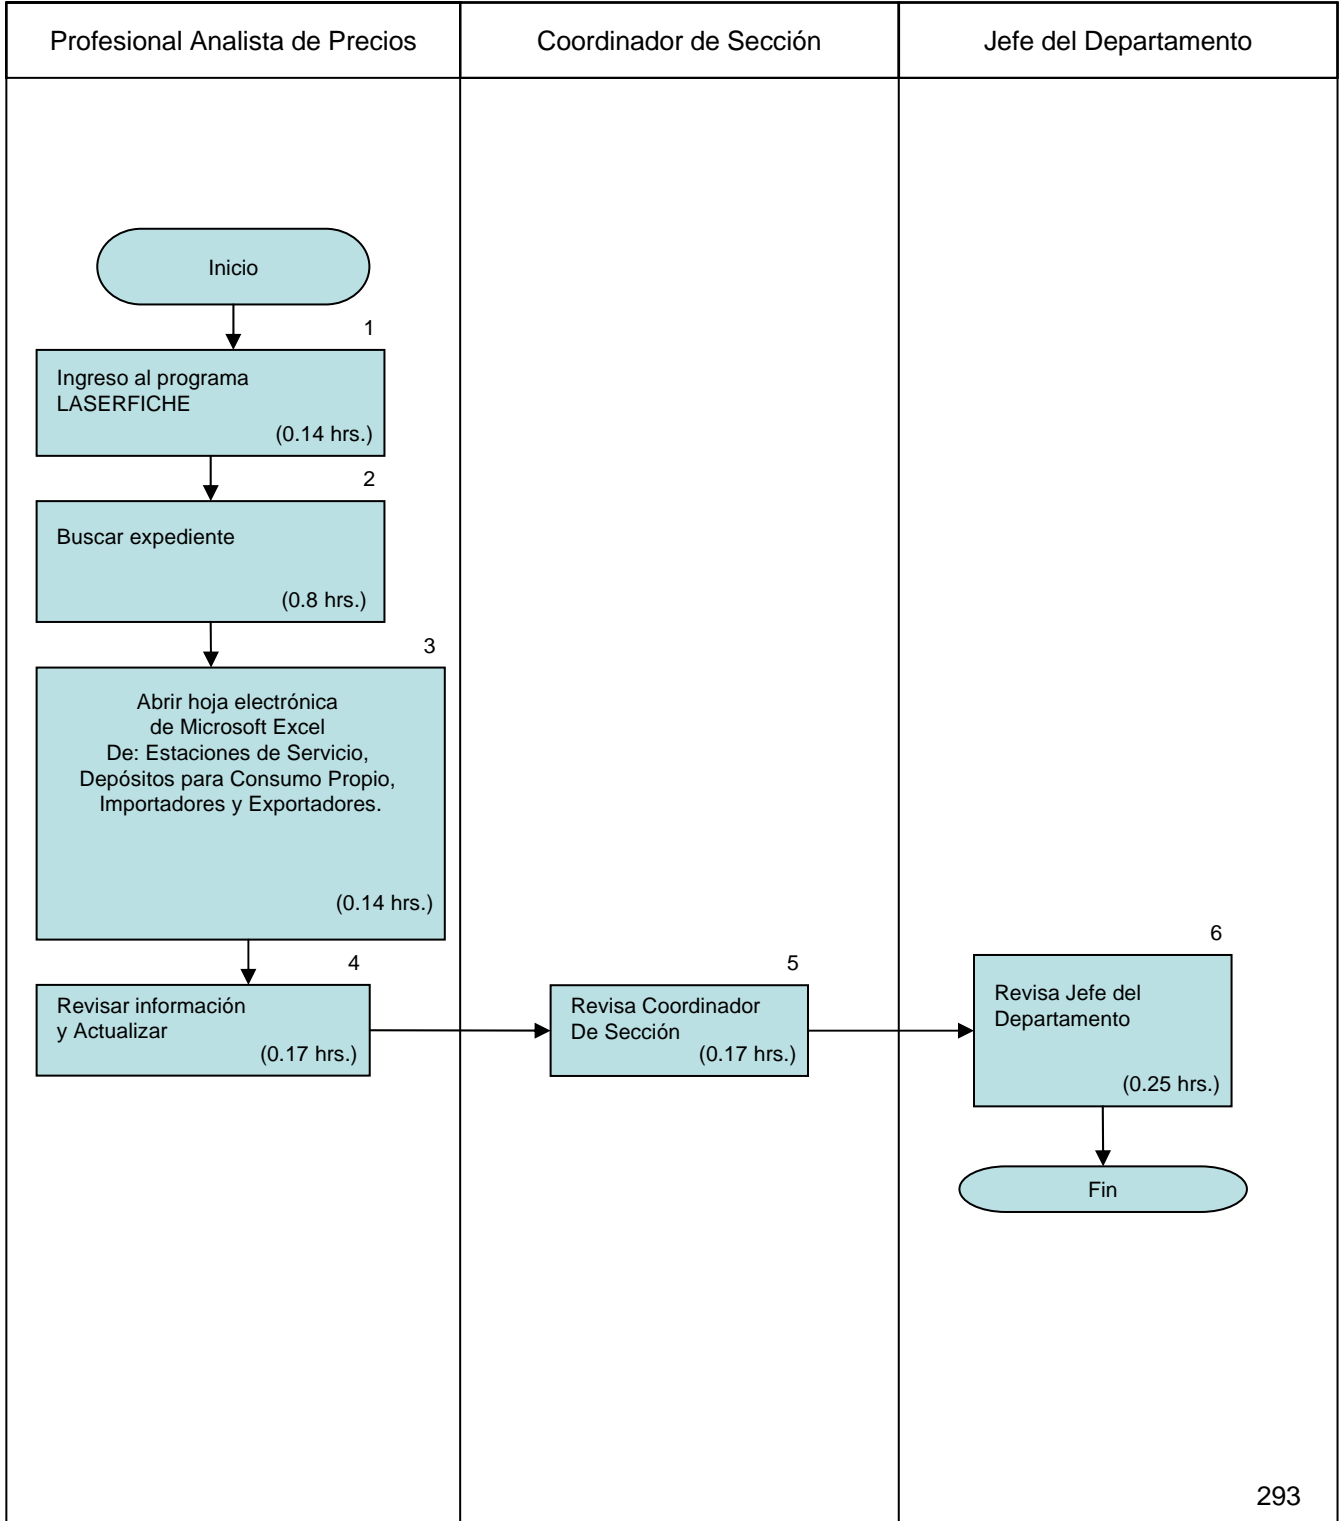 Profesional Analista de Precios
Coordinador de Sección
Jefe del Departamento
Inicio
1
Ingreso al programa
LASERFICHE
(0.14 hrs.)
2
Buscar expediente
(0.8 hrs.)
3
Abrir hoja electrónica
de Microsoft Excel
De: Estaciones de Servicio,
Depósitos para Consumo Propio,
Importadores y Exportadores.
(0.14 hrs.)
4
Revisar información
y Actualizar
(0.17 hrs.)
5
Revisa Coordinador
De Sección
(0.17 hrs.)
6
Revisa Jefe del
Departamento
(0.25 hrs.)
Fin
293